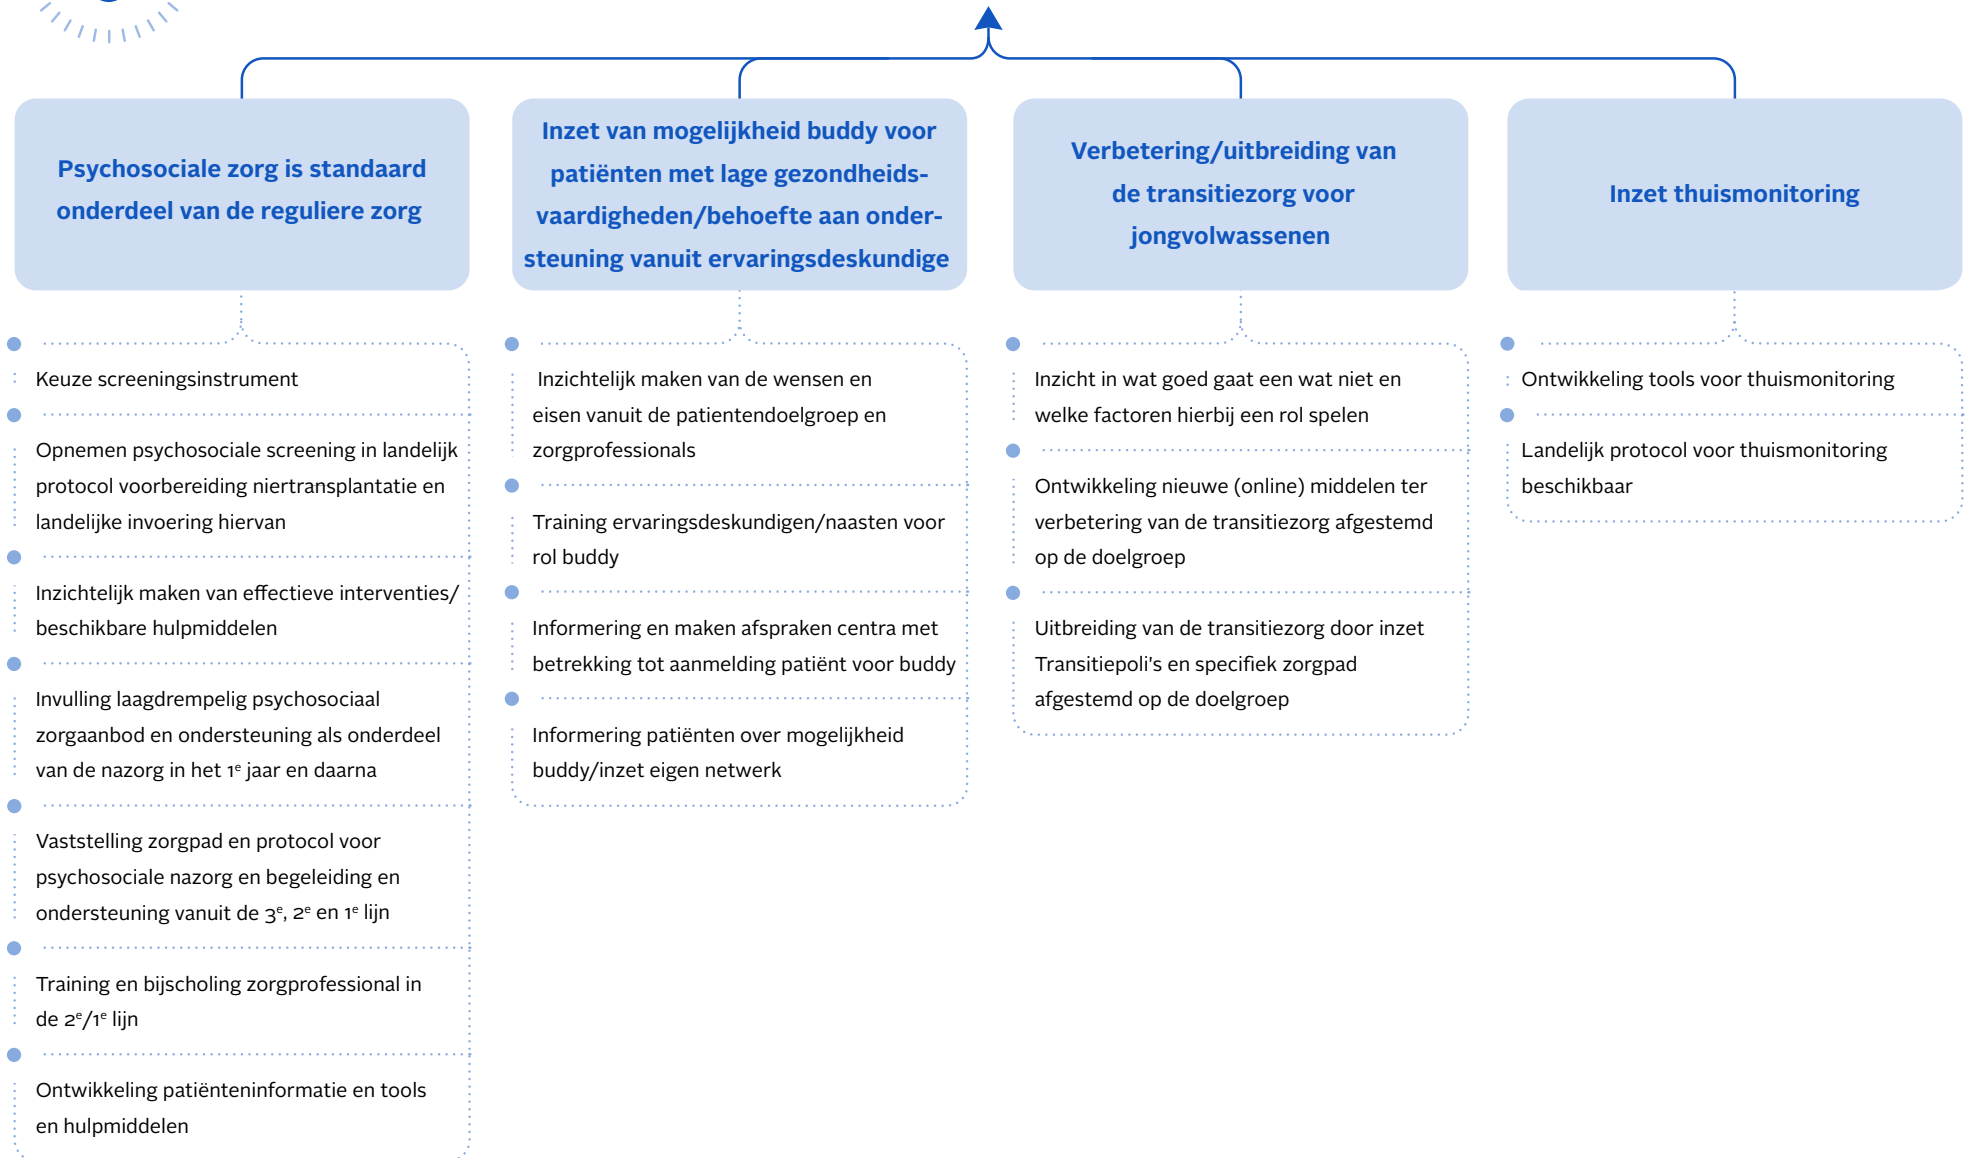 Psychosociale zorg is standaard
onderdeel van de reguliere zorg
Keuze screeningsinstrument
Opnemen psychosociale screening in landelijk
protocol voorbereiding niertransplantatie en
landelijke invoering hiervan
Inzichtelijk maken van effectieve interventies/
beschikbare hulpmiddelen
Invulling laagdrempelig psychosociaal
zorgaanbod en ondersteuning als onderdeel
van de nazorg in het 1e jaar en daarna
Vaststelling zorgpad en protocol voor
psychosociale nazorg en begeleiding en
ondersteuning vanuit de 3e, 2e en 1e lijn
Training en bijscholing zorgprofessional in
de 2e/1e lijn
Ontwikkeling patiënteninformatie en tools
en hulpmiddelen
Inzet van mogelijkheid buddy voor
patiënten met lage gezondheids-
vaardigheden/behoefte aan onder-
steuning vanuit ervaringsdeskundige
Inzichtelijk maken van de wensen en
eisen vanuit de patientendoelgroep en
zorgprofessionals
Training ervaringsdeskundigen/naasten voor
rol buddy
Informering en maken afspraken centra met
betrekking tot aanmelding patiënt voor buddy
Informering patiënten over mogelijkheid
buddy/inzet eigen netwerk
Verbetering/uitbreiding van
de transitiezorg voor
jongvolwassenen
Inzicht in wat goed gaat een wat niet en
welke factoren hierbij een rol spelen
Ontwikkeling nieuwe (online) middelen ter
verbetering van de transitiezorg afgestemd
op de doelgroep
Uitbreiding van de transitiezorg door inzet
Transitiepoli's en specifiek zorgpad
afgestemd op de doelgroep
Inzet thuismonitoring
Ontwikkeling tools voor thuismonitoring
Landelijk protocol voor thuismonitoring
beschikbaar